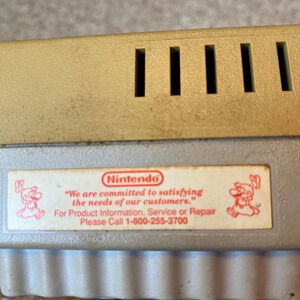 Nintendo
"We are committed to satisfying
the needs of our customers."
For Product Information, Service or Repair
Please Call 1-800-255-3700